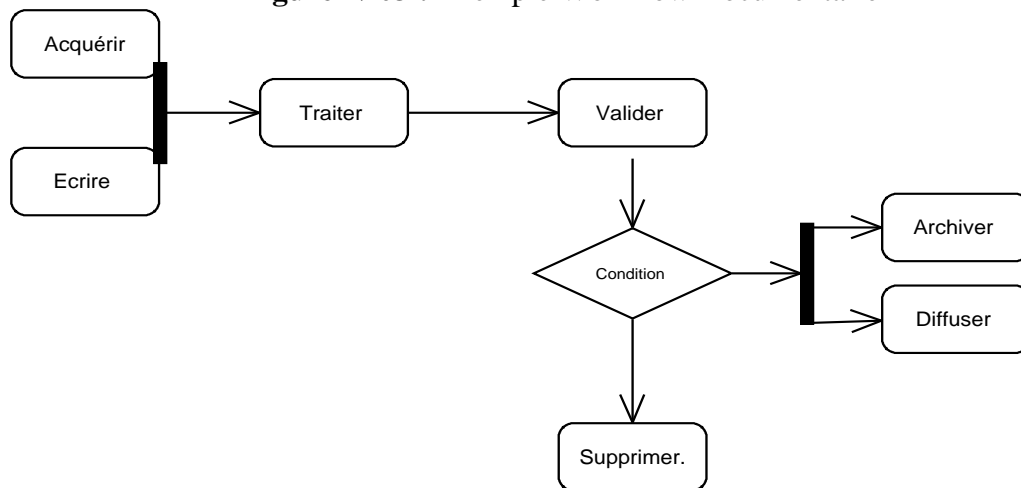 Acquérir
Traiter
Valider
Ecrire
Archiver
Condition
Diffuser
Supprimer.